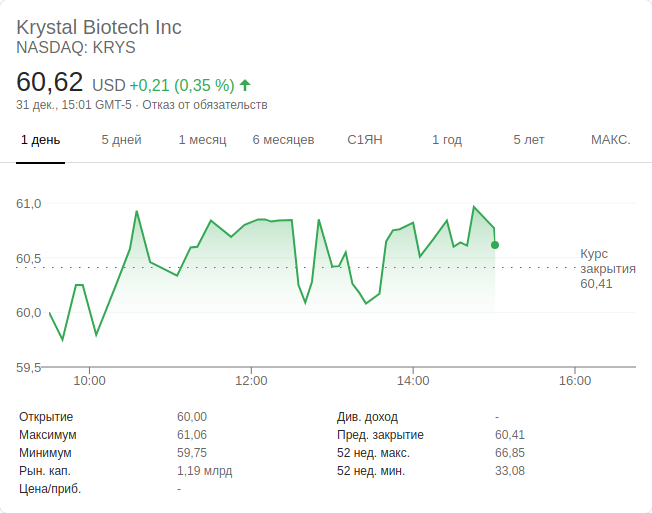 Krystal Biotech Inc
NASDAQ: KRYS
60,62 USD +0,21 (0,35 %)
31 дек., 15:01 GMT-5 · Отказ от обязательств
1 день 5 дней 1 месяц 6 месяцев С1ЯН 1 год 5 лет МАКС.
61,0
60,5
60,0
59,5
Курс
закрытия
60,41
10:00 12:00 14:00 16:00
Открытие 60,00 Див. доход -
Максимум 61,06 Пред. закрытие 60,41
Минимум 59,75 52 нед. макс. 66,85
Рын. кап. 1,19 млрд 52 нед. мин. 33,08
Цена/приб. -